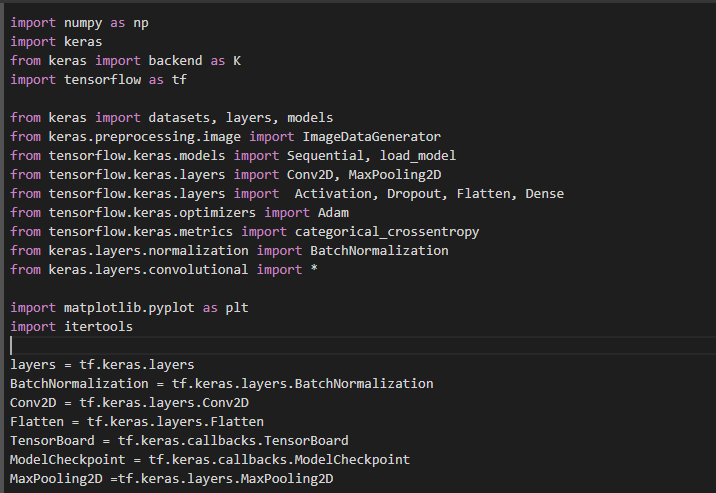 import numpy as np
import keras
from keras import backend as K
import tensorflow as tf
from keras import datasets, layers, models
from keras.preprocessing.image import ImageDataGenerator
from tensorflow.keras.models import Sequential, load_model
from tensorflow.keras.layers import Conv2D, MaxPooling2D
from tensorflow.keras.layers import  Activation, Dropout, Flatten, Dense
from tensorflow.keras.optimizers import Adam
from tensorflow.keras.metrics import categorical_crossentropy
from keras.layers.normalization import BatchNormalization
from keras.layers.convolutional import *
import matplotlib.pyplot as plt
import itertools
layers = tf.keras.layers
BatchNormalization = tf.keras.layers.BatchNormalization
Conv2D = tf.keras.layers.Conv2D
Flatten = tf.keras.layers.Flatten
TensorBoard = tf.keras.callbacks.TensorBoard
ModelCheckpoint = tf.keras.callbacks.ModelCheckpoint
MaxPooling2D =tf.keras.layers.MaxPooling2D